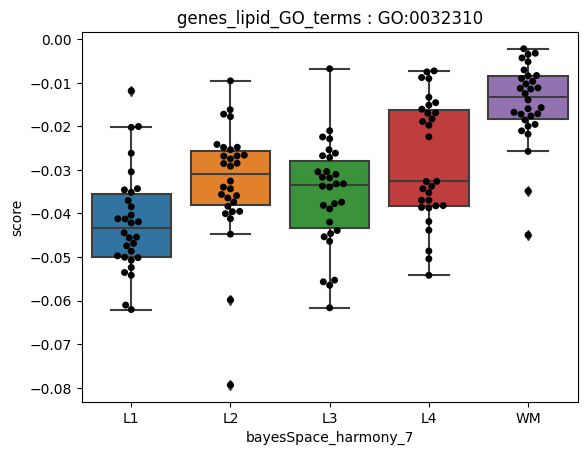 genes_lipid_GO_terms : GO:0032310
0.00
−0.01
−0.02
−0.03
−0.04
−0.05
−0.06
−0.07
−0.08
score
L1 L2 L3 L4 WM
bayesSpace_harmony_7